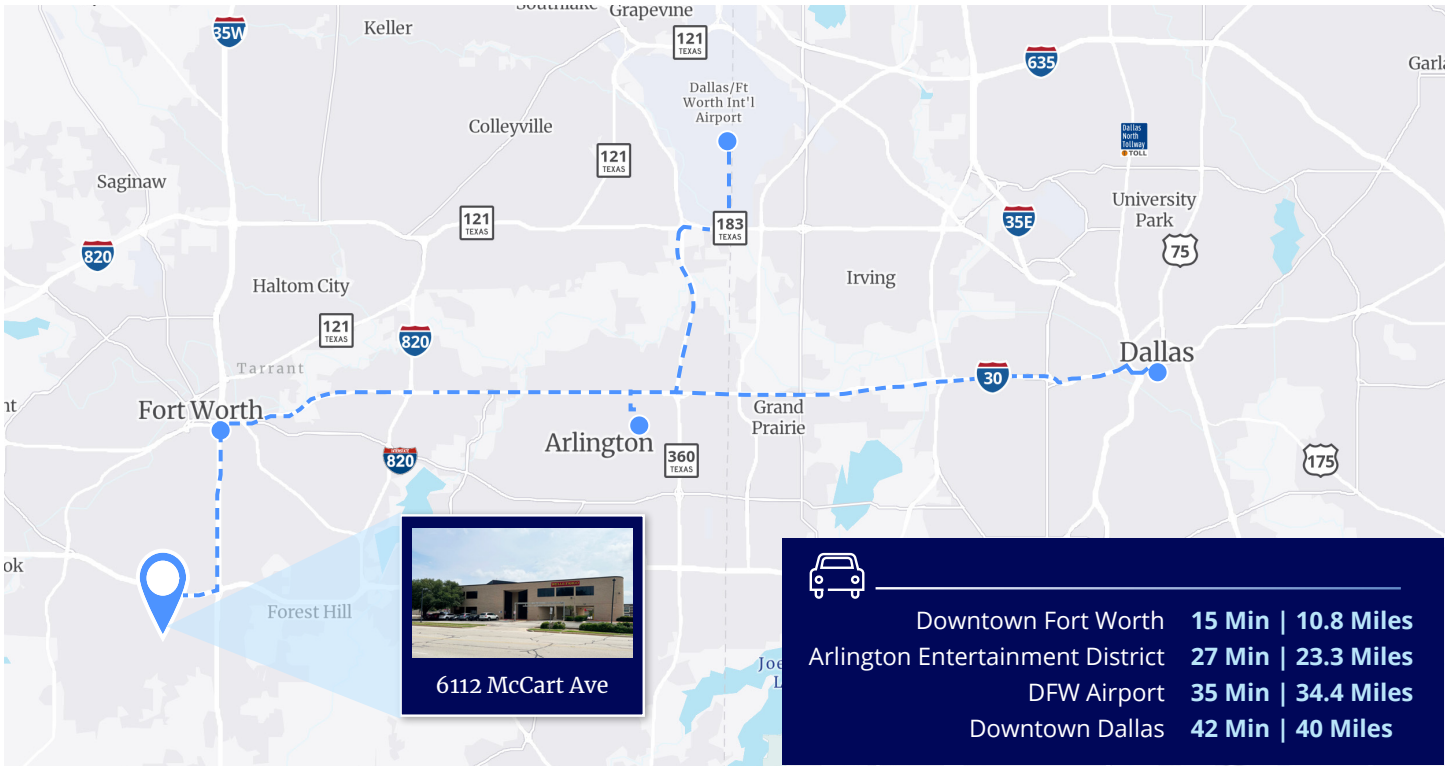 Southlake
Grapevine
35W
Keller
121
TEXAS
635
Dallas/Ft
Worth Int'l
Airport
Colleyville
Dallas
North
Tollway
TOLL
121
TEXAS
Saginaw
University
Park
121
TEXAS
183
TEXAS
35E
75
820
Haltom City
Irving
121
TEXAS
820
Tarrant
Dallas
30
Fort Worth
Grand
Prairie
Arlington
820
360
TEXAS
175
ok
Forest Hill
6112 McCart Ave
Joe
L
Downtown Fort Worth 15 Min | 10.8 Miles
Arlington Entertainment District 27 Min | 23.3 Miles
DFW Airport 35 Min | 34.4 Miles
Downtown Dallas 42 Min | 40 Miles